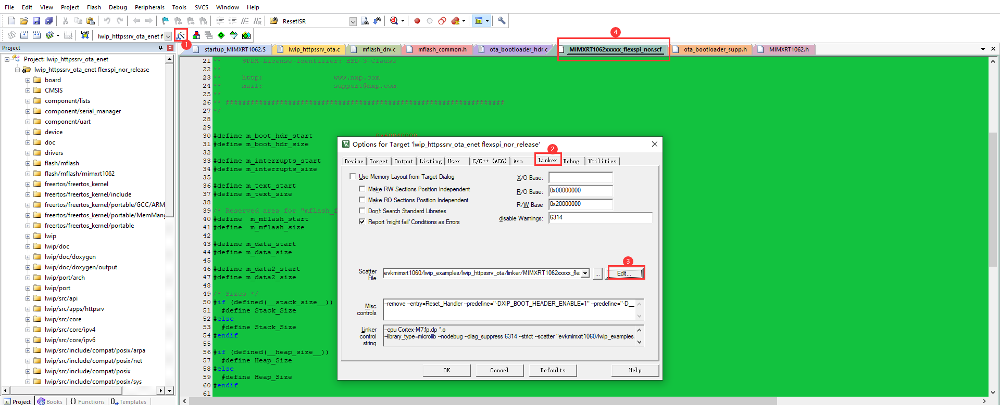 File Edit View Project Flash Debug Peripherals Tools SVCS Window Help
ResetISR
LOAD lwip_httpssrv_ota_enet f
1
4
Project
startup_MIMXRT1062.S lwip_httpssrv_ota.c mflash_drv.c mflash_common.h ota_bootloader_hdr.c MIMXRT1062xxxxx_flexspi_nor.scf ota_bootloader_supp.h MIMXRT1062.h
Project: lwip_httpssrv_ota_enet
lwip_httpssrv_ota_enet flexspi_nor_release
board
CMSIS
component/lists
component/serial_manager
component/uart
device
doc
drivers
flash/mflash
flash/mflash/mimxrt1062
freertos/freertos_kernel
freertos/freertos_kernel/include
freertos/freertos_kernel/portable/GCC/ARM
freertos/freertos_kernel/portable/MemMang
freertos/freertos_kernel/portable
lwip
lwip/doc
lwip/doc/doxygen
lwip/doc/doxygen/output
lwip/port/arch
lwip/port
lwip/src/api
lwip/src/apps/httpsrv
lwip/src/core
lwip/src/core/ipv4
lwip/src/core/ipv6
lwip/src/include/compat/posix/arpa
lwip/src/include/compat/posix/net
lwip/src/include/compat/posix
lwip/src/include/compat/posix/sys
Project Books {} Functions Templates
21 ** SPDX-License-Identifier: BSD-3-Clause
22 **
23 ** http: www.nxp.com
24 ** mail: support@nxp.com
25 **
26 ** ###################################################################
27 */
28
29
30 #define m_boot_hdr_start 0x60040000
31 #define m_boot_hdr_size
32
33 #define m_interrupts_start
34 #define m_interrupts_size
35
36 #define m_text_start
37 #define m_text_size
38
39 /* Reserved area for "mflash_f
40 #define m_mflash_start
41 #define m_mflash_size
42
43 #define m_data_start
44 #define m_data_size
45
46 #define m_data2_start
47 #define m_data2_size
48
49 /* Sizes */
50 #if (defined(__stack_size__))
51 #define Stack_Size
52 #else
53 #define Stack_Size
54 #endif
55
56 #if (defined(__heap_size__))
57 #define Heap_Size
58 #else
59 #define Heap_Size
60 #endif
61
Options for Target 'lwip_httpssrv_ota_enet flexspi_nor_release'
2
Device Target Output Listing User C/C++ (AC6) Asm Linker Debug Utilities
Use Memory Layout from Target Dialog
Make RW Sections Position Independent
Make RO Sections Position Independent
Don't Search Standard Libraries
Report 'might fail' Conditions as Errors
X/O Base:
R/O Base: 0x00000000
R/W Base 0x20000000
disable Warnings: 6314
3
Scatter File evkmimxrt1060/lwip_examples/lwip_httpssrv_ota/linker/MIMXRT1062xxxxx_fle ... Edit...
Misc controls --remove --entry=Reset_Handler --predefine="-DXIP_BOOT_HEADER_ENABLE=1" --predefine="-D__
Linker control string --cpu Cortex-M7.fp.dp *.o
--library_type=microlib --nodebug --diag_suppress 6314 --strict --scatter "evkmimxrt1060/lwip_examples.
OK Cancel Defaults Help